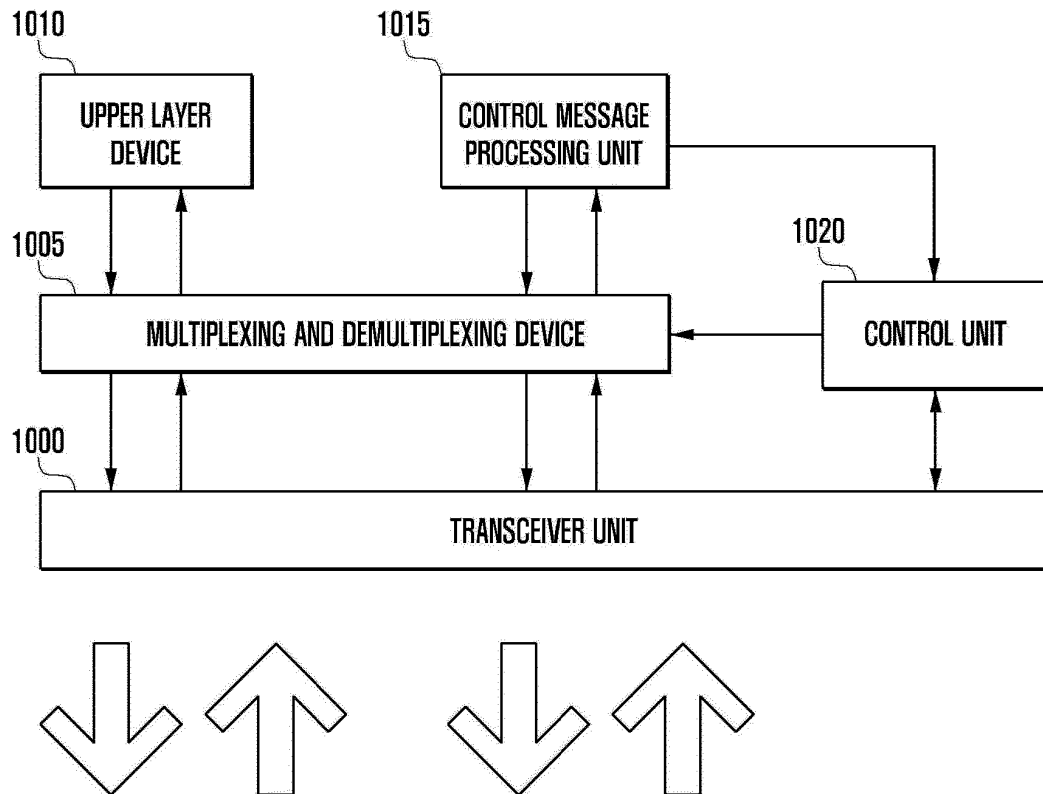 1010
UPPER LAYER
DEVICE
1015
CONTROL MESSAGE
PROCESSING UNIT
1005
MULTIPLEXING AND DEMULTIPLEXING DEVICE
1020
CONTROL UNIT
1000
TRANSCEIVER UNIT